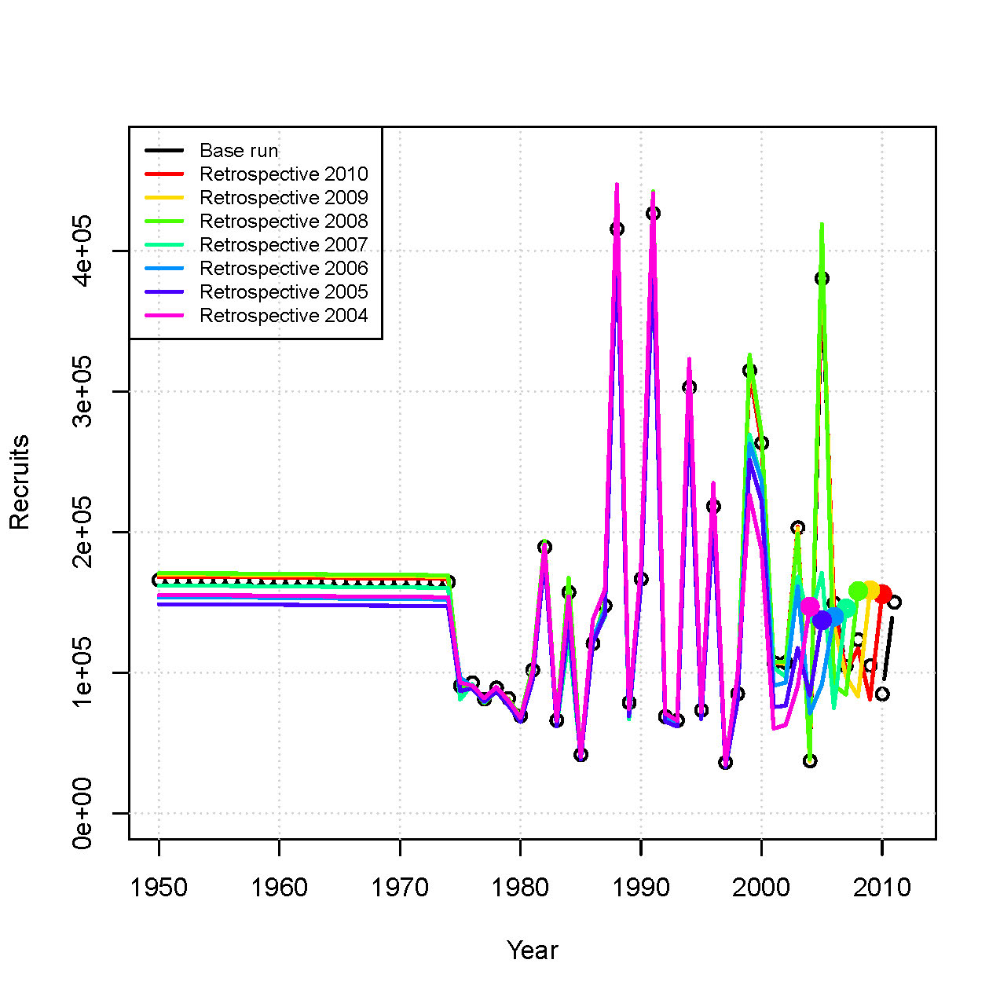 Base run
Retrospective 2010
Retrospective 2009
Retrospective 2008
Retrospective 2007
Retrospective 2006
Retrospective 2005
Retrospective 2004
4e+05
3e+05
2e+05
1e+05
0e+00
Recruits
1950 1960 1970 1980 1990 2000 2010
Year